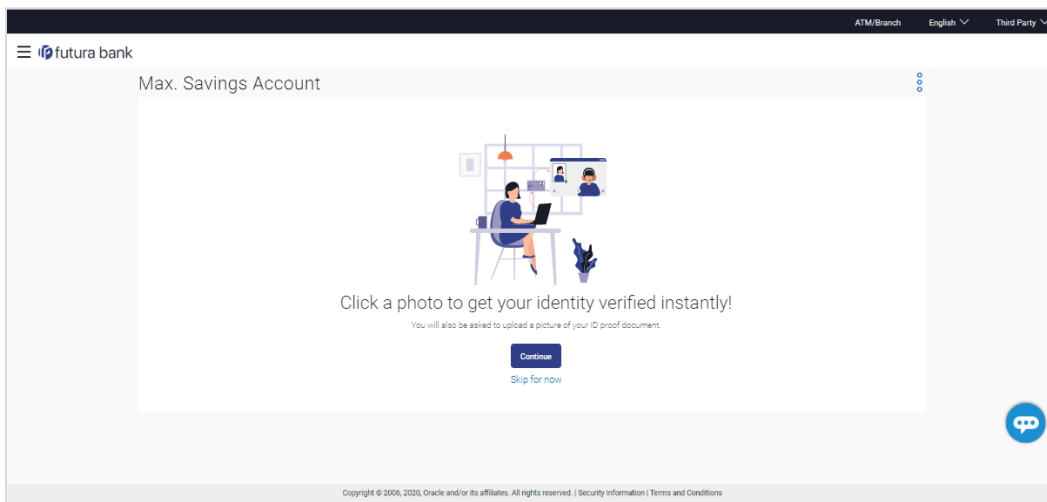 ATM/Branch English Third Party
futura bank
Max. Savings Account
Click a photo to get your identity verified instantly!
You will also be asked to upload a picture of your ID proof document.
Continue
Skip for now
Copyright © 2006, 2020, Oracle and/or its affiliates. All rights reserved. | Security Information | Terms and Conditions